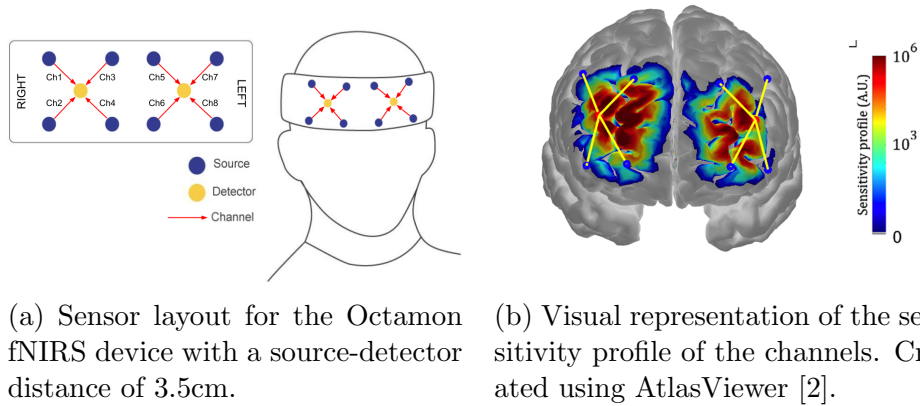 RIGHT
Ch1
Ch3
Ch5
Ch7
Ch2
Ch4
Ch6
Ch8
LEFT
Source
Detector
Channel
10^6
10^3
0
Sensitivity profile (A.U.)
(a) Sensor layout for the Octamon
fNIRS device with a source-detector
distance of 3.5cm.
(b) Visual representation of the se
sitivity profile of the channels. Cr
ated using AtlasViewer [2].